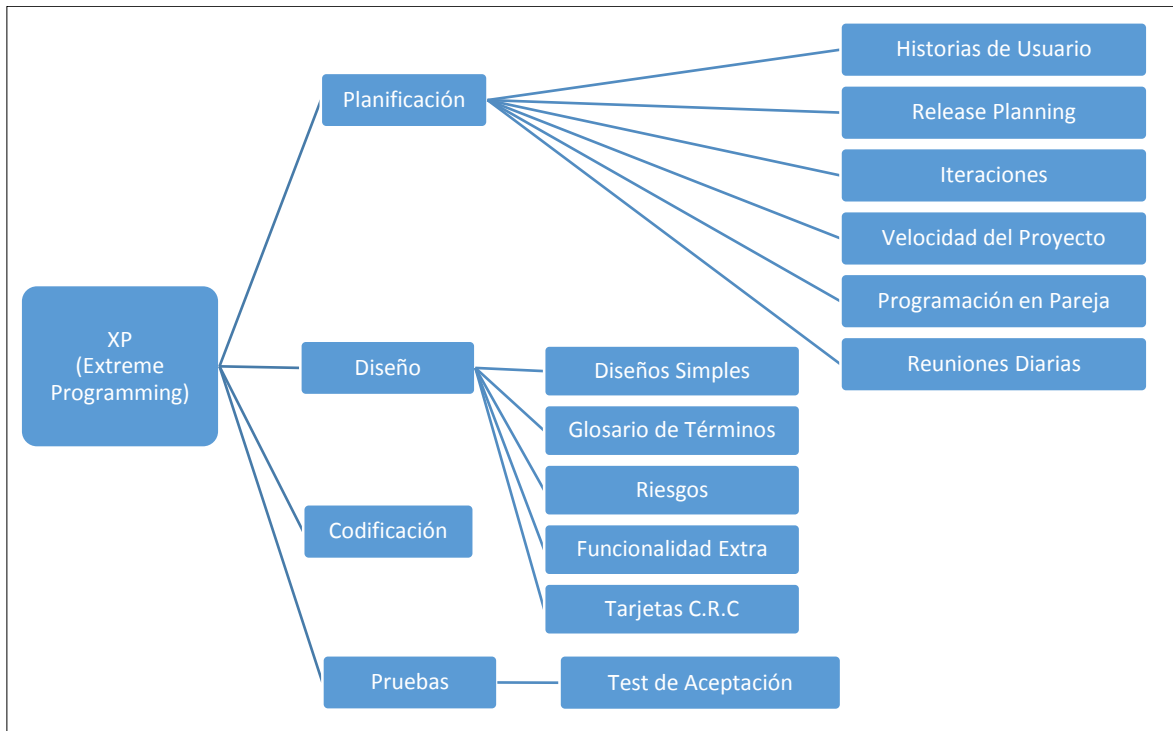 XP
(Extreme
Programming)
Planificación
Historias de Usuario
Release Planning
Iteraciones
Velocidad del Proyecto
Programación en Pareja
Reuniones Diarias
Diseño
Diseños Simples
Glosario de Términos
Riesgos
Funcionalidad Extra
Tarjetas C.R.C
Codificación
Pruebas
Test de Aceptación